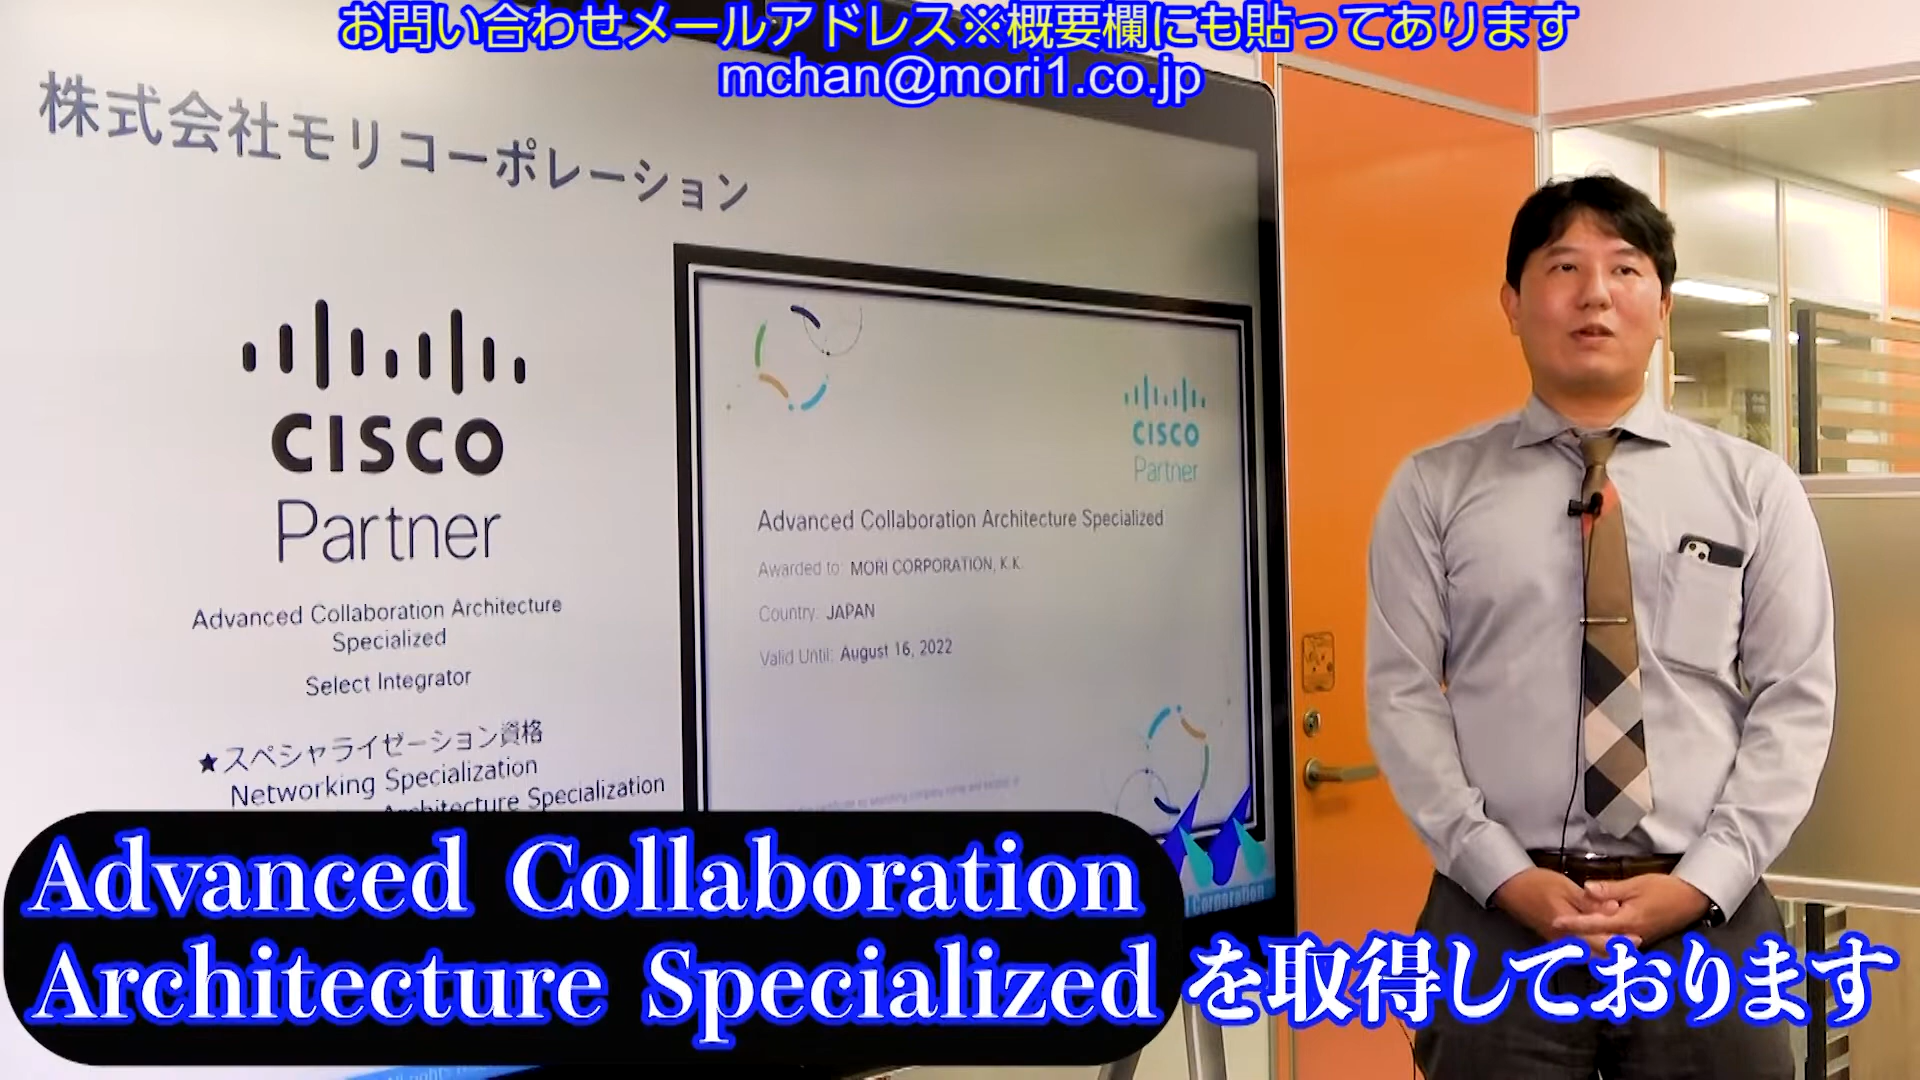 お問い合わせメールアドレス※概要欄にも貼ってあります
mchan@mori1.co.jp
株式会社モリコーポレーション
CISCO
Partner
Advanced Collaboration Architecture
Specialized
Select Integrator
★スペシャライゼーション資格
Networking Specialization
Architecture Specialization
CISCO
Partner
Advanced Collaboration Architecture Specialized
Awarded to: MORI CORPORATION, K.K.
Country: JAPAN
Valid Until: August 16, 2022
Corporation
Advanced Collaboration
Architecture Specialized を取得しております